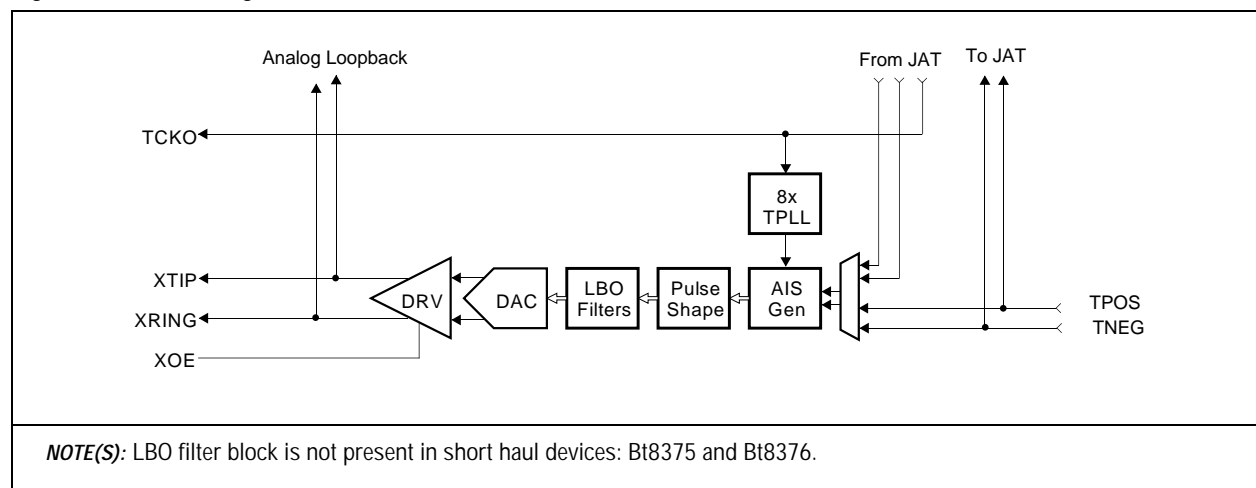 Analog Loopback
From JAT
To JAT
TCKO
8x
TPLL
XTIP
DRV
DAC
LBO
Filters
Pulse
Shape
AIS
Gen
TPOS
XRING
TNEG
XOE
NOTE(S): LBO filter block is not present in short haul devices: Bt8375 and Bt8376.